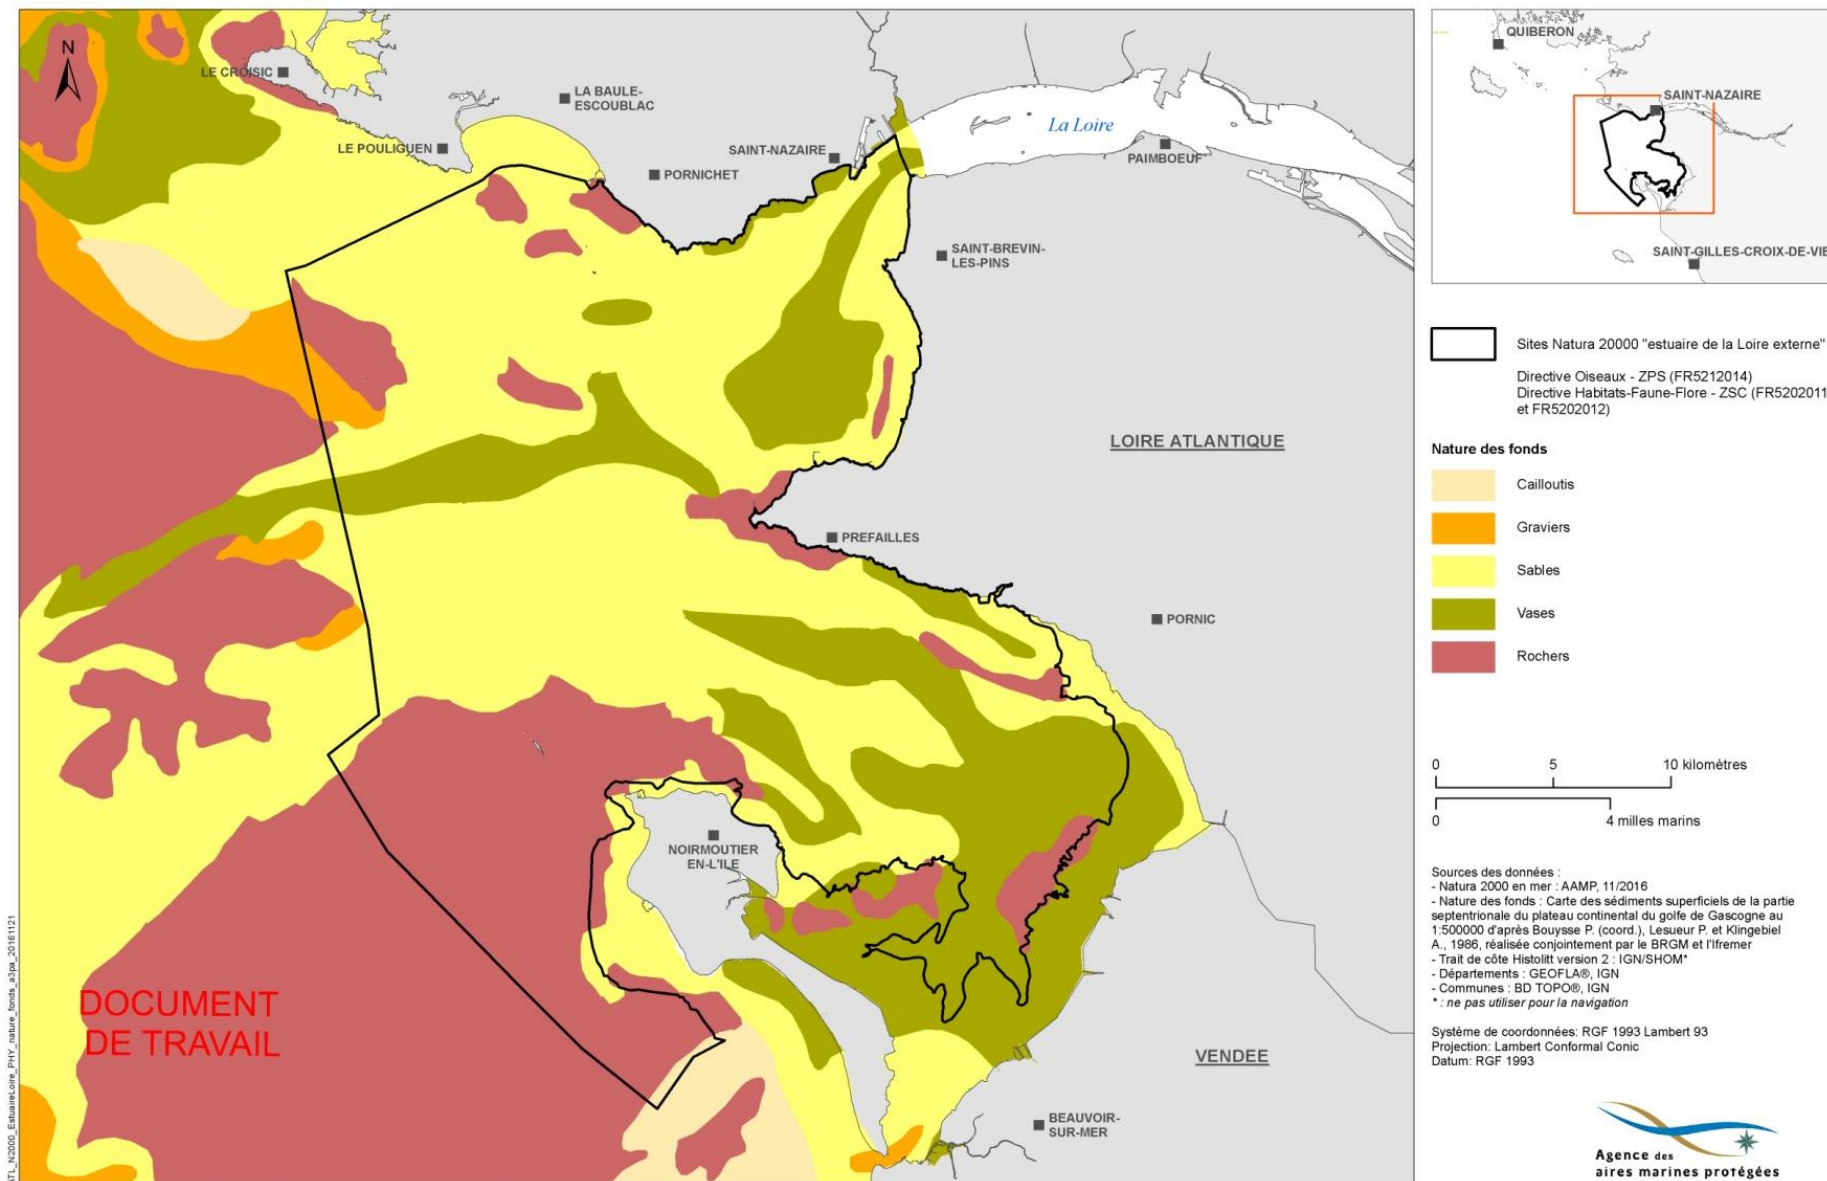 N
LE CROISIC
LA BAULE-
ESCOUBLAC
LE POULIGUEN
PORNICHET
SAINT-NAZAIRE
La Loire
PAIMBOEUF
SAINT-BREVIN-
LES-PINS
LOIRE ATLANTIQUE
PREFAILLES
PORNIC
NOIRMOUTIER
EN-L'ILE
VENDEE
BEAUVOIR-
SUR-MER
DOCUMENT
DE TRAVAIL
QUIBERON
SAINT-NAZAIRE
SAINT-GILLES-CROIX-DE-VIE
Sites Natura 20000 "estuaire de la Loire externe"
Directive Oiseaux - ZPS (FR5212014)
Directive Habitats-Faune-Flore - ZSC (FR5202011
et FR5202012)
Nature des fonds
Cailloutis
Graviers
Sables
Vases
Rochers
0 5 10 kilomètres
0 4 milles marins
Sources des données :
- Natura 2000 en mer : AAMP, 11/2016
- Nature des fonds : Carte des sédiments superficiels de la partie
septentrionale du plateau continental du golfe de Gascogne au
1:500000 d'après Bouysse P. (coord.), Lesueur P. et Klingebiel
A., 1986, réalisée conjointement par le BRGM et l'Ifremer
- Trait de côte Histolitt version 2 : IGN/SHOM*
- Départements : GEOFLA®, IGN
- Communes : BD TOPO®, IGN
* : ne pas utiliser pour la navigation
Système de coordonnées: RGF 1993 Lambert 93
Projection: Lambert Conformal Conic
Datum: RGF 1993
Agence des
aires marines protégées
ATL_N2000_EstuaireLoire_PHY_nature_fonds_a3pa_20161121